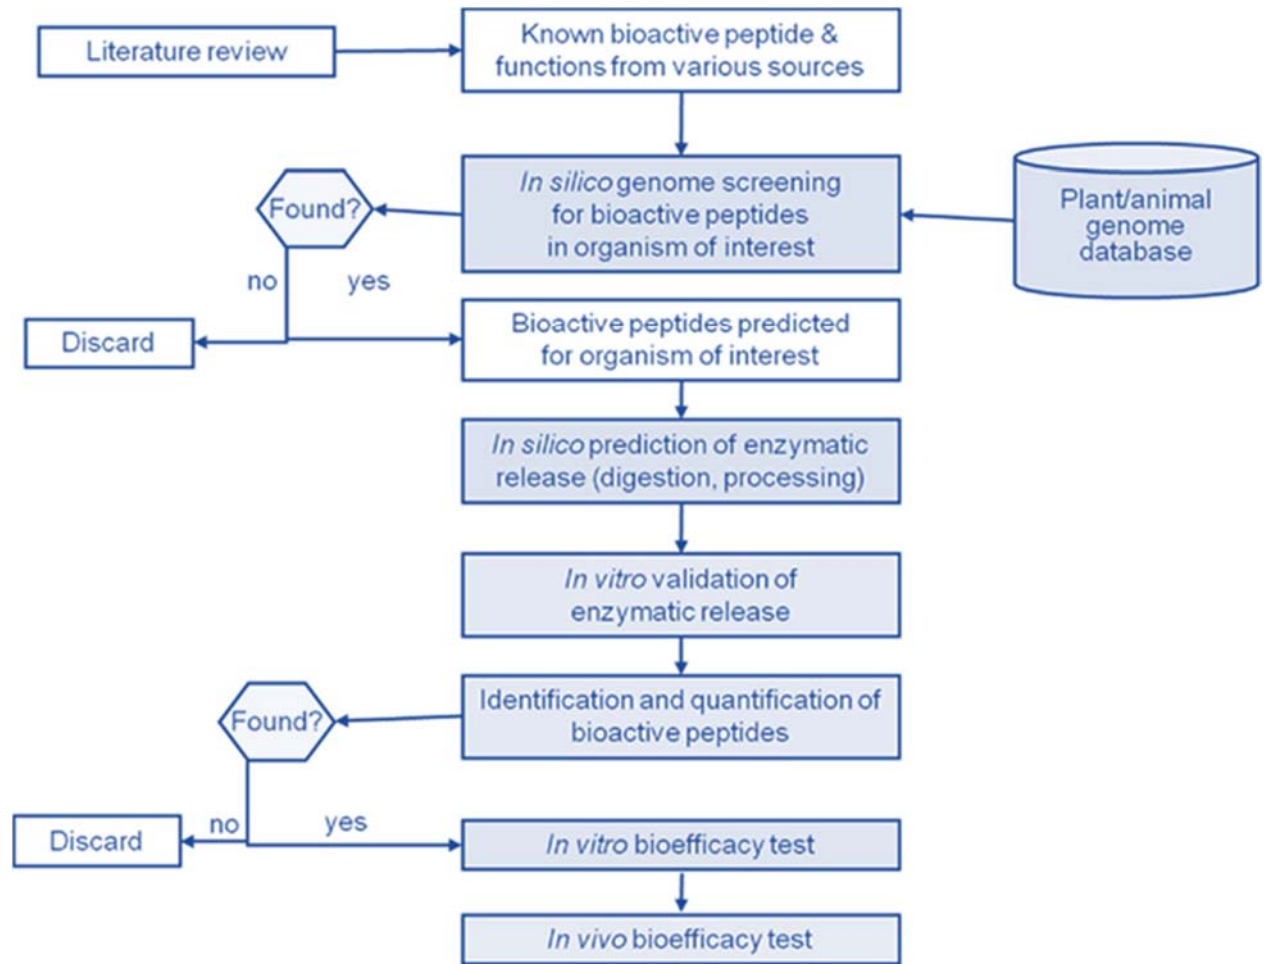 Literature review
Known bioactive peptide &
functions from various sources
In silico genome screening
for bioactive peptides
in organism of interest
Plant/animal
genome
database
Found?
no
yes
Discard
Bioactive peptides predicted
for organism of interest
In silico prediction of enzymatic
release (digestion, processing)
In vitro validation of
enzymatic release
Identification and quantification of
bioactive peptides
Found?
no
yes
Discard
In vitro bioefficacy test
In vivo bioefficacy test